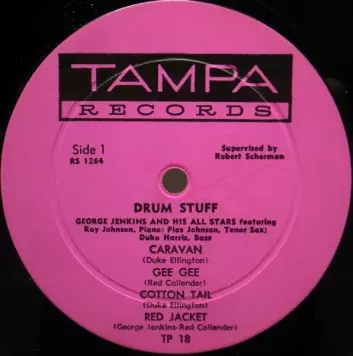 TAMPA
RECORDS
Side 1
RS 1264
Supervised by
Robert Scherman
DRUM STUFF
GEORGE JENKINS AND HIS ALL STARS featuring
Ray Johnson, Piano; Plas Johnson, Tenor Sax;
Duke Harris, Bass
CARAVAN
(Duke Ellington)
GEE GEE
(Red Callender)
COTTON TAIL
(Duke Ellington)
RED JACKET
(George Jenkins-Red Callender)
TP 18